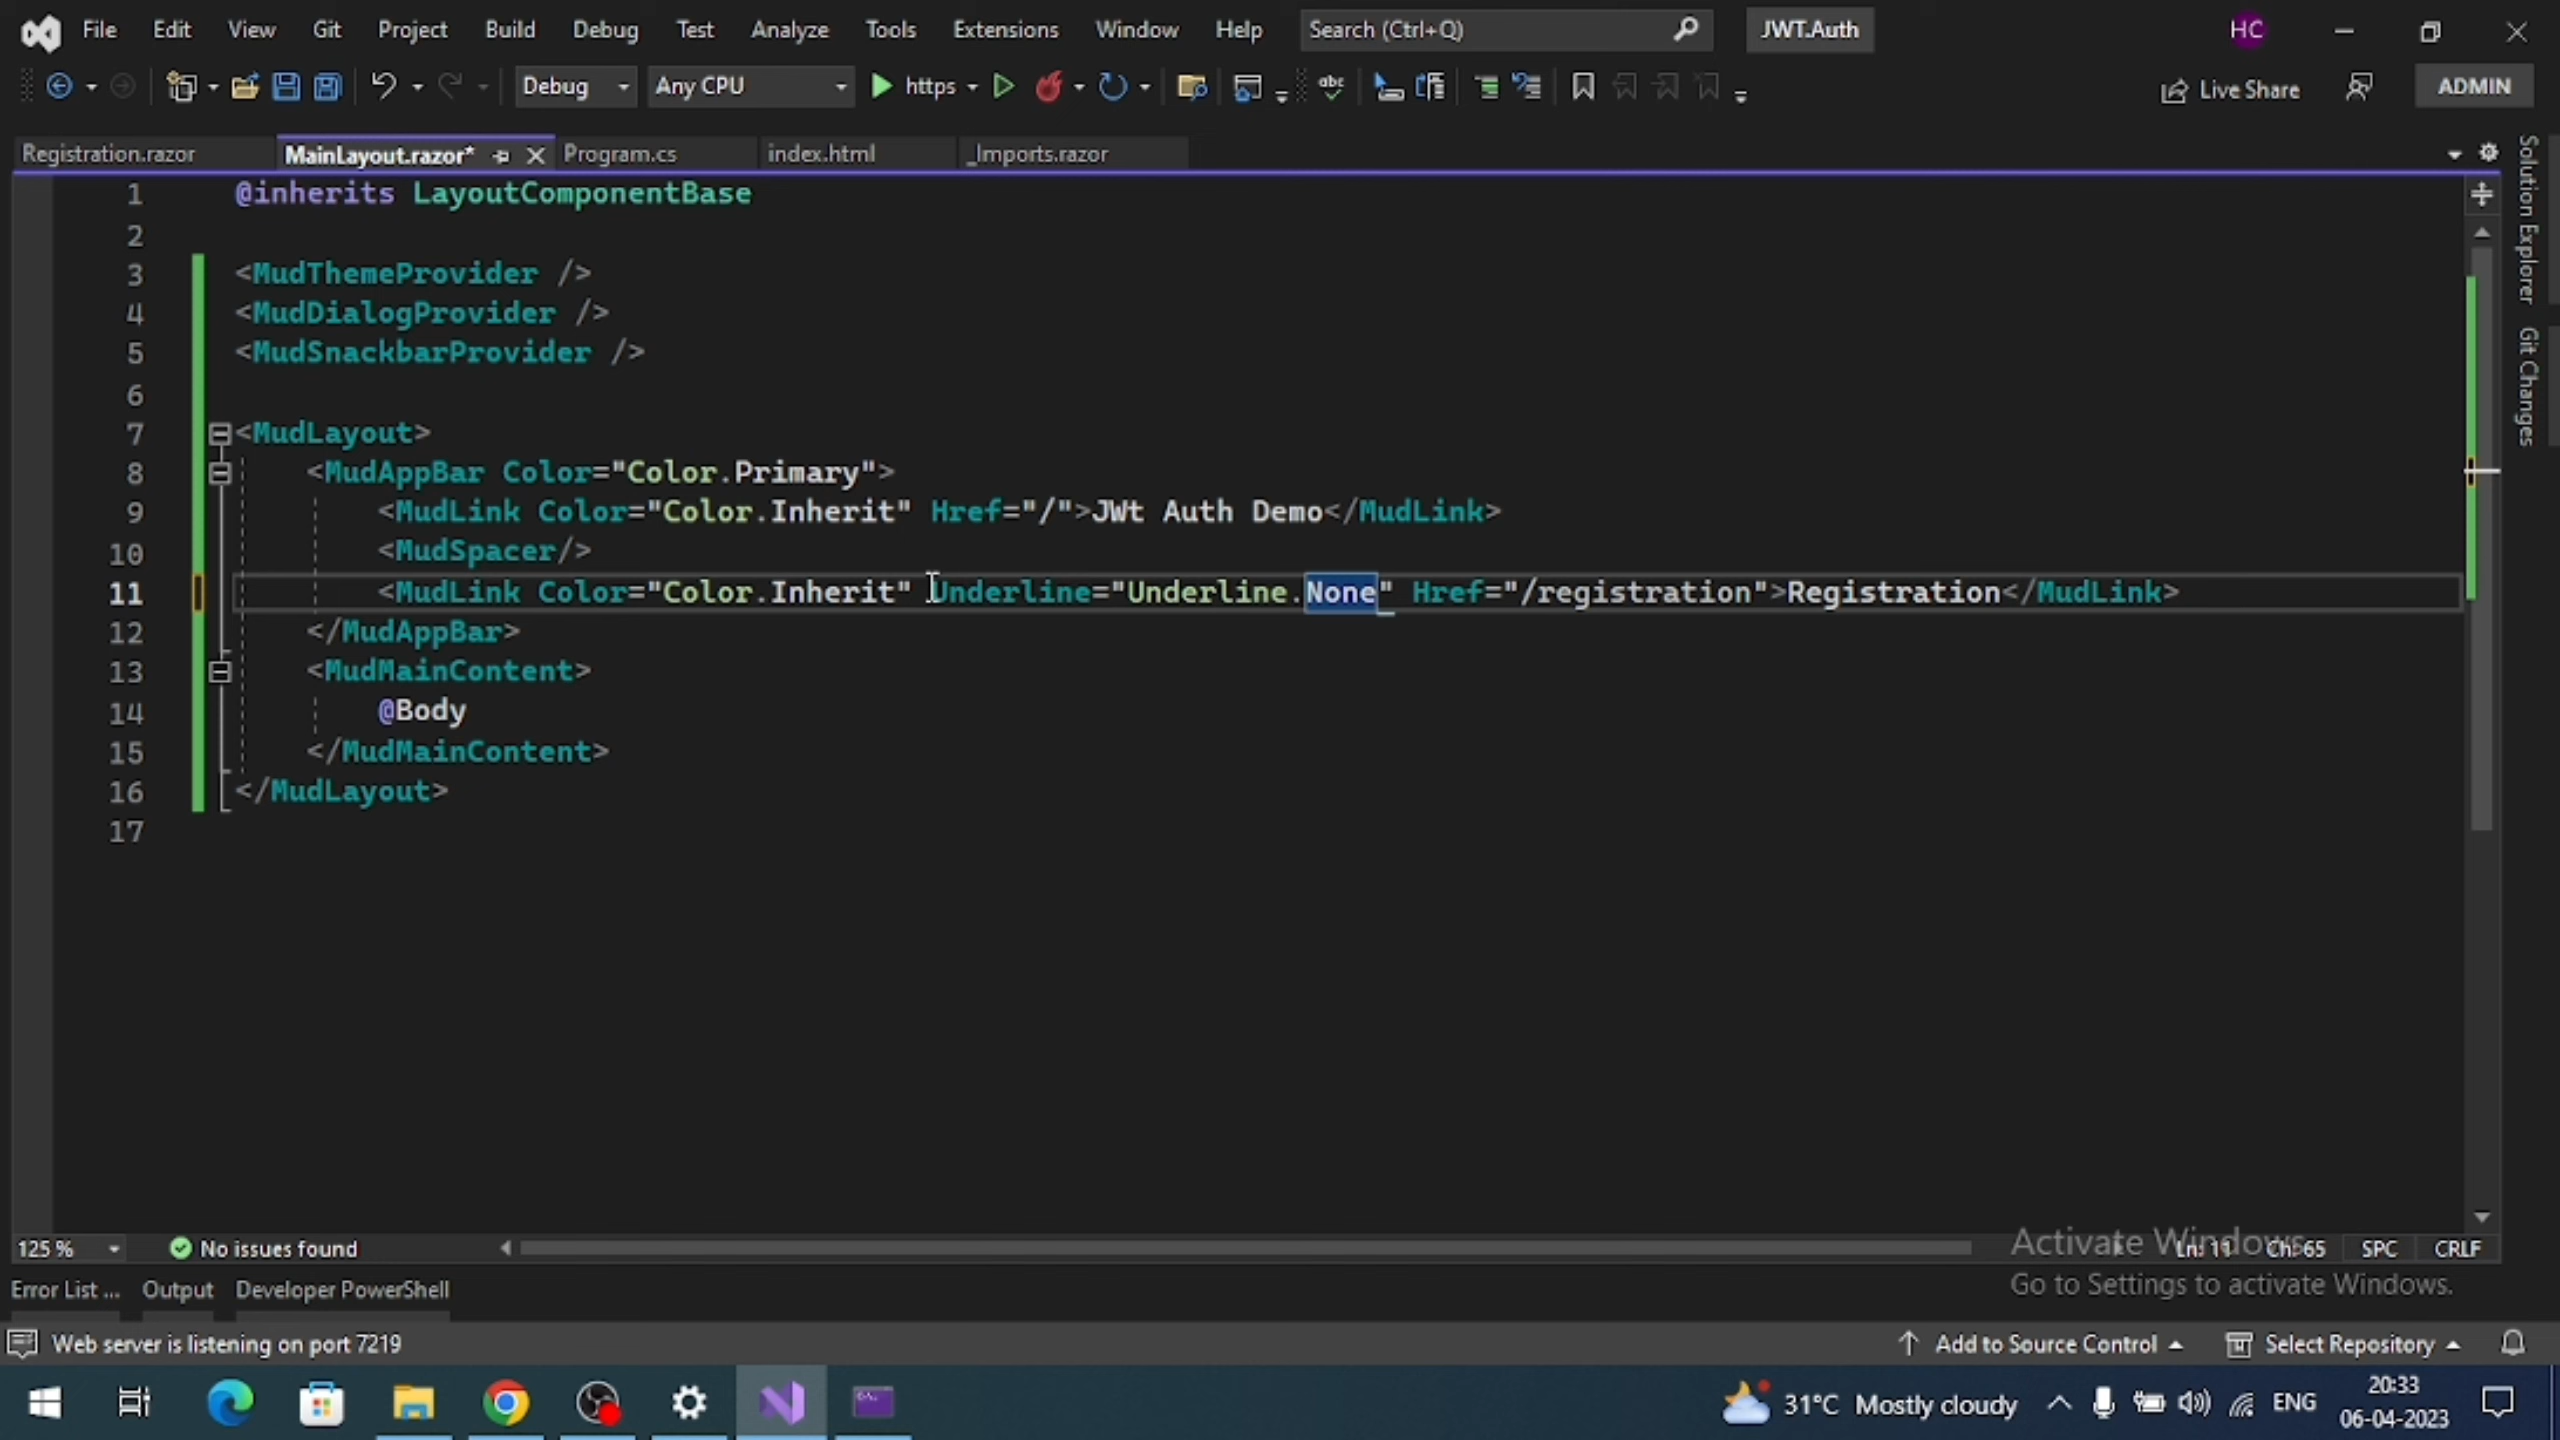 File Edit View Git Project Build Debug Test Analyze Tools Extensions Window Help Search (Ctrl+Q) JWT.Auth HC
Debug Any CPU https abc Live Share ADMIN
Registration.razor MainLayout.razor* Program.cs index.html _Imports.razor
Solution Explorer
Git Changes
1 @inherits LayoutComponentBase
2
3 <MudThemeProvider />
4 <MudDialogProvider />
5 <MudSnackbarProvider />
6
7 <MudLayout>
8 <MudAppBar Color="Color.Primary">
9 <MudLink Color="Color.Inherit" Href="/">JWt Auth Demo</MudLink>
10 <MudSpacer/>
11 <MudLink Color="Color.Inherit" Underline="Underline.None" Href="/registration">Registration</MudLink>
12 </MudAppBar>
13 <MudMainContent>
14 @Body
15 </MudMainContent>
16 </MudLayout>
17
125 % No issues found Ln: 11 Ch: 65 SPC CRLF
Activate Windows
Go to Settings to activate Windows.
Error List ... Output Developer PowerShell
Web server is listening on port 7219 Add to Source Control Select Repository
31°C Mostly cloudy ENG 20:33
06-04-2023